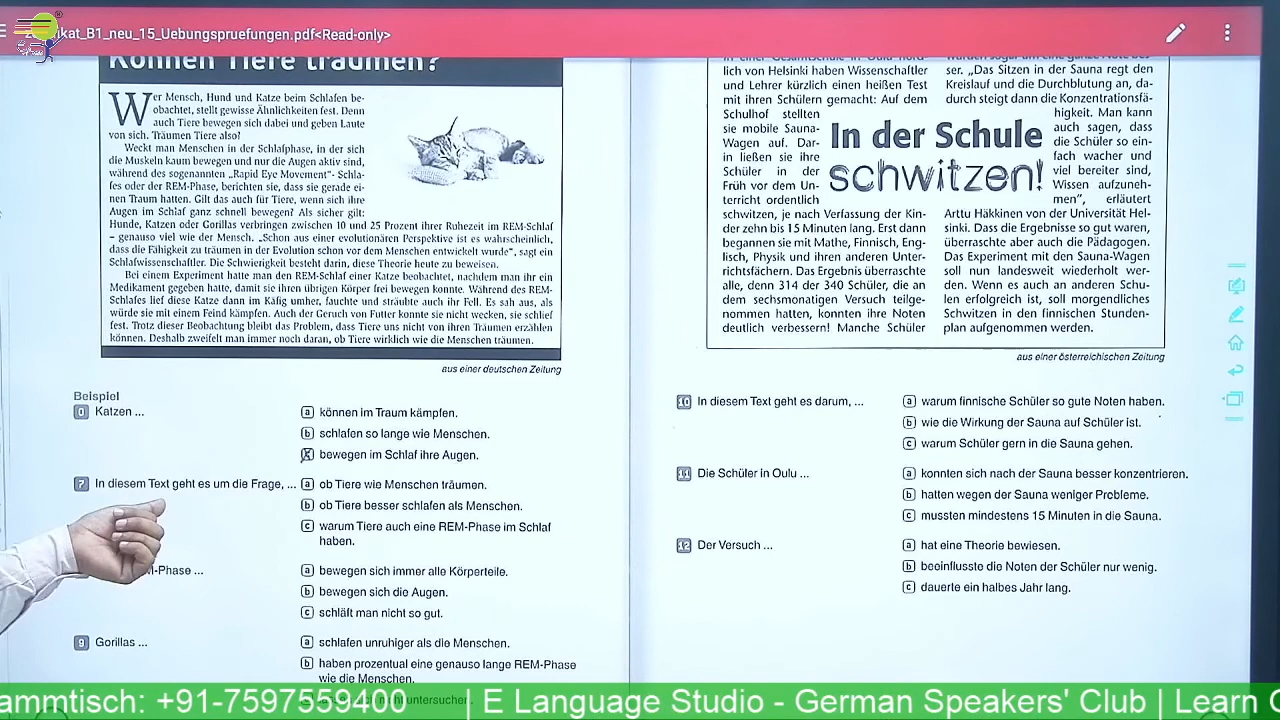 kat_B1_neu_15_Uebungspruefungen.pdf<Read-only>
Können Tiere träumen?
Wer Mensch, Hund und Katze beim Schlafen be-
obachtet, stellt gewisse Ähnlichkeiten fest. Denn
auch Tiere bewegen sich dabei und geben Laute
von sich. Träumen Tiere also?
Weckt man Menschen in der Schlafphase, in der sich
die Muskeln kaum bewegen und nur die Augen aktiv sind,
während des sogenannten „Rapid Eye Movement"- Schla-
fes oder der REM-Phase, berichten sie, dass sie gerade ei-
nen Traum hatten. Gilt das auch für Tiere, wenn sich ihre
Augen im Schlaf ganz schnell bewegen? Als sicher gilt:
Hunde, Katzen oder Gorillas verbringen zwischen 10 und 25 Prozent ihrer Ruhezeit im REM-Schlaf
– genauso viel wie der Mensch. „Schon aus einer evolutionären Perspektive ist es wahrscheinlich,
dass die Fähigkeit zu träumen in der Evolution schon vor dem Menschen entwickelt wurde", sagt ein
Schlafwissenschaftler. Die Schwierigkeit besteht darin, diese Theorie heute zu beweisen.
Bei einem Experiment hatte man den REM-Schlaf einer Katze beobachtet, nachdem man ihr ein
Medikament gegeben hatte, damit sie ihren übrigen Körper frei bewegen konnte. Während des REM-
Schlafes lief diese Katze dann im Käfig umher, fauchte und sträubte auch ihr Fell. Es sah aus, als
würde sie mit einem Feind kämpfen. Auch der Geruch von Futter konnte sie nicht wecken, sie schlief
fest. Trotz dieser Beobachtung bleibt das Problem, dass Tiere uns nicht von ihren Träumen erzählen
können. Deshalb zweifelt man immer noch daran, ob Tiere wirklich wie die Menschen träumen.
aus einer deutschen Zeitung
Beispiel
0 Katzen ...
a können im Traum kämpfen.
b schlafen so lange wie Menschen.
bewegen im Schlaf ihre Augen.
7 In diesem Text geht es um die Frage, ...
a ob Tiere wie Menschen träumen.
b ob Tiere besser schlafen als Menschen.
c warum Tiere auch eine REM-Phase im Schlaf
haben.
-Phase ...
a bewegen sich immer alle Körperteile.
b bewegen sich die Augen.
c schläft man nicht so gut.
9 Gorillas ...
a schlafen unruhiger als die Menschen.
b haben prozentual eine genauso lange REM-Phase
wie die Menschen.
lich von Helsinki haben Wissenschaftler
und Lehrer kürzlich einen heißen Test
mit ihren Schülern gemacht: Auf dem
Schulhof stellten
sie mobile Sauna-
Wagen auf. Dar-
in ließen sie ihre
Schüler in der
Früh vor dem Un-
terricht ordentlich
schwitzen, je nach Verfassung der Kin-
der zehn bis 15 Minuten lang. Erst dann
begannen sie mit Mathe, Finnisch, Eng-
lisch, Physik und ihren anderen Unter-
richtsfächern. Das Ergebnis überraschte
alle, denn 314 der 340 Schüler, die an
dem sechsmonatigen Versuch teilge-
nommen hatten, konnten ihre Noten
deutlich verbessern! Manche Schüler
In der Schule
schwitzen!
ser. „Das Sitzen in der Sauna regt den
Kreislauf und die Durchblutung an, da-
durch steigt dann die Konzentrationsfä-
higkeit. Man kann
auch sagen, dass
die Schüler so ein-
fach wacher und
viel bereiter sind,
Wissen aufzuneh-
men", erläutert
Arttu Häkkinen von der Universität Hel-
sinki. Dass die Ergebnisse so gut waren,
überraschte aber auch die Pädagogen.
Das Experiment mit den Sauna-Wagen
soll nun landesweit wiederholt wer-
den. Wenn es auch an anderen Schu-
len erfolgreich ist, soll morgendliches
Schwitzen in den finnischen Stunden-
plan aufgenommen werden.
aus einer österreichischen Zeitung
10 In diesem Text geht es darum, ...
a warum finnische Schüler so gute Noten haben.
b wie die Wirkung der Sauna auf Schüler ist.
c warum Schüler gern in die Sauna gehen.
11 Die Schüler in Oulu ...
a konnten sich nach der Sauna besser konzentrieren.
b hatten wegen der Sauna weniger Probleme.
c mussten mindestens 15 Minuten in die Sauna.
12 Der Versuch ...
a hat eine Theorie bewiesen.
b beeinflusste die Noten der Schüler nur wenig.
c dauerte ein halbes Jahr lang.
ammtisch: +91-7597559400 | E Language Studio - German Speakers' Club | Learn